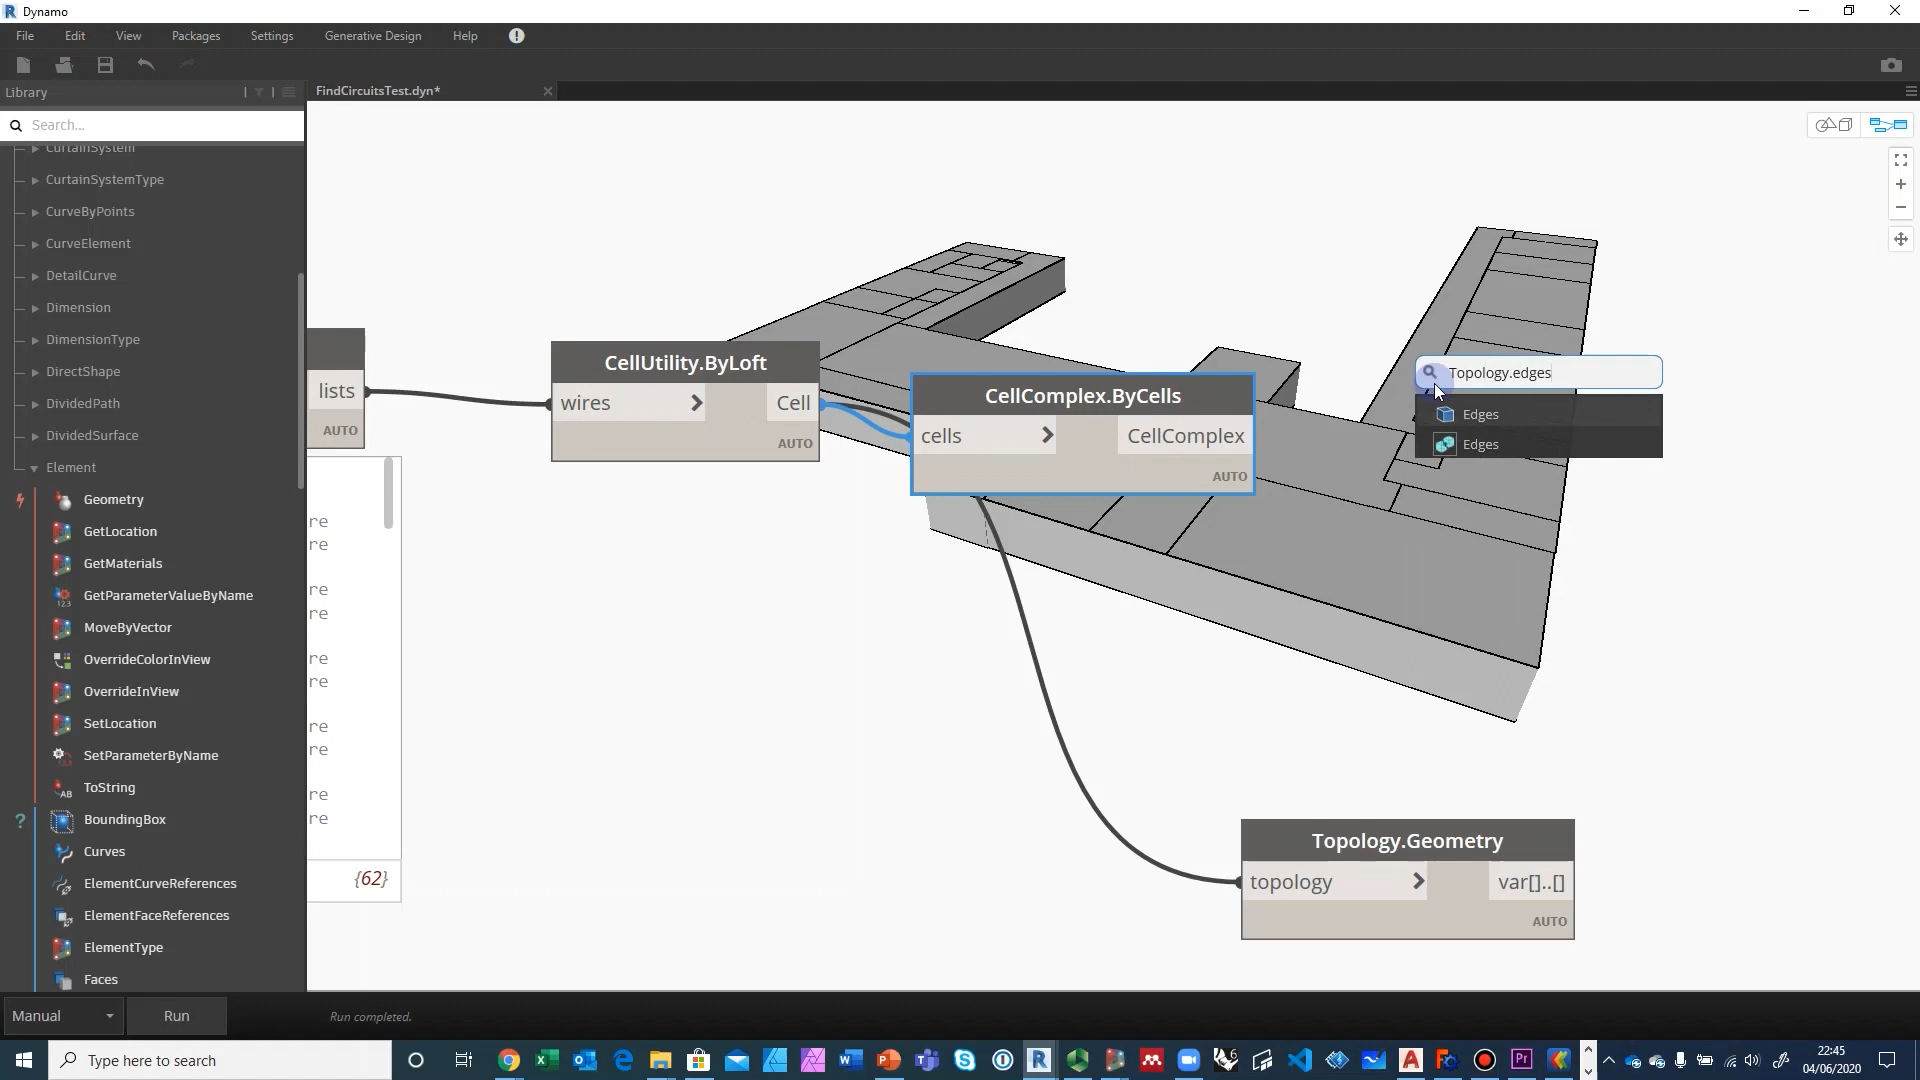 Dynamo
File Edit View Packages Settings Generative Design Help
Library
FindCircuitsTest.dyn*
Search...
CurtainSystem
CurtainSystemType
CurveByPoints
CurveElement
DetailCurve
Dimension
DimensionType
DirectShape
DividedPath
DividedSurface
Element
Geometry
GetLocation
GetMaterials
GetParameterValueByName
MoveByVector
OverrideColorInView
OverrideInView
SetLocation
SetParameterByName
ToString
BoundingBox
Curves
ElementCurveReferences
ElementFaceReferences
ElementType
Faces
lists
AUTO
re
re
re
re
re
re
re
re
re
re
{62}
CellUtility.ByLoft
wires > Cell
AUTO
CellComplex.ByCells
cells > CellComplex
AUTO
Topology.edges
Edges
Edges
Topology.Geometry
topology > var[]..[]
AUTO
Manual Run Run completed.
Type here to search
22:45
04/06/2020